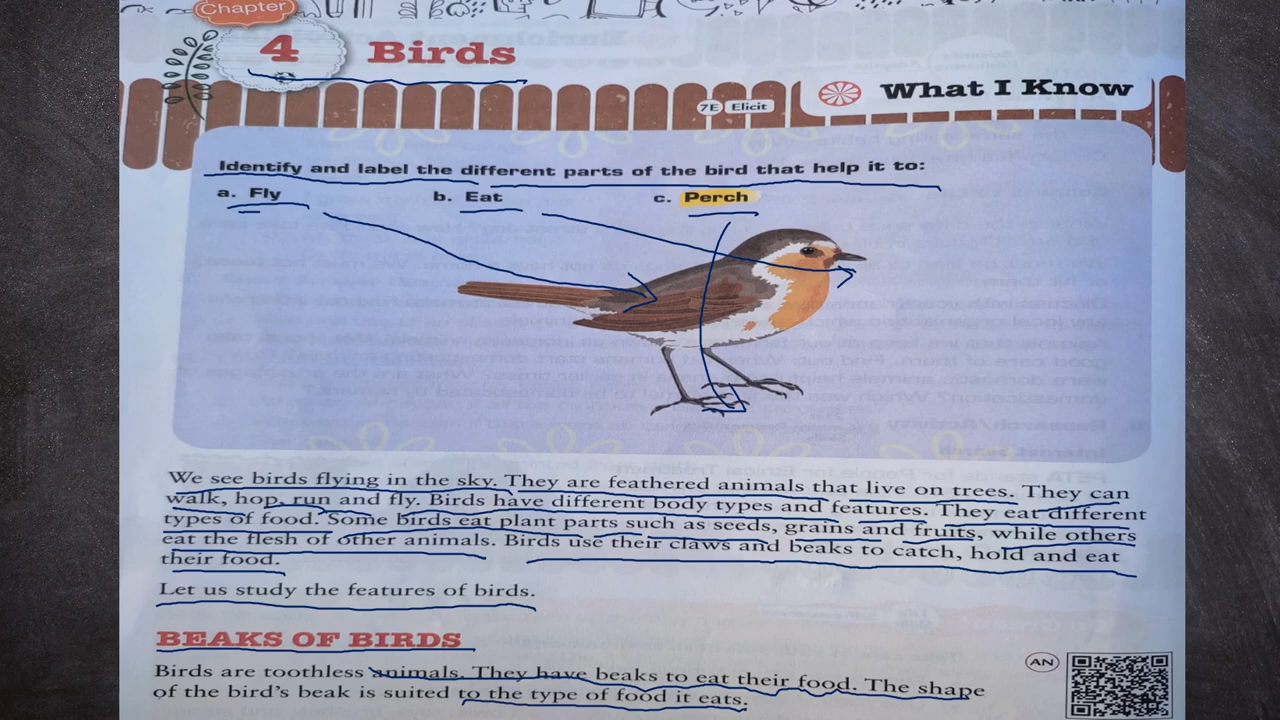 Chapter
4 Birds
What I Know
7E Elicit
Identify and label the different parts of the bird that help it to:
a. Fly b. Eat c. Perch
We see birds flying in the sky. They are feathered animals that live on trees. They can
walk, hop, run and fly. Birds have different body types and features. They eat different
types of food. Some birds eat plant parts such as seeds, grains and fruits, while others
eat the flesh of other animals. Birds use their claws and beaks to catch, hold and eat
their food.
Let us study the features of birds.
BEAKS OF BIRDS
AN
Birds are toothless animals. They have beaks to eat their food. The shape
of the bird's beak is suited to the type of food it eats.